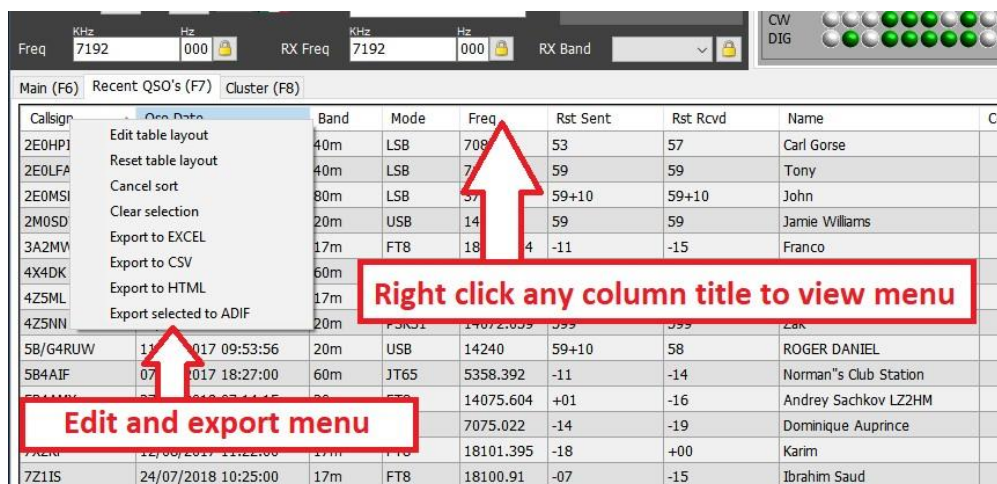 CW
DIG
KHz Hz KHz Hz
Freq 7192 000 RX Freq 7192 000 RX Band
Main (F6) Recent QSO's (F7) Cluster (F8)
Callsign Qso Date Band Mode Freq Rst Sent Rst Rcvd Name
Edit table layout
Reset table layout
Cancel sort
Clear selection
Export to EXCEL
Export to CSV
Export to HTML
Export selected to ADIF
40m LSB 53 57 Carl Gorse
40m LSB 59 59 Tony
80m LSB 59+10 59+10 John
20m USB 59 59 Jamie Williams
17m FT8 -11 -15 Franco
4X4DK 60m
4Z5ML 17m
4Z5NN 20m
Right click any column title to view menu
5B/G4RUW 09:53:56 20m USB 14240 59+10 58 ROGER DANIEL
5B4AIF 18:27:00 60m JT65 5358.392 -11 -14 Norman"s Club Station
14075.604 +01 -16 Andrey Sachkov LZ2HM
7075.022 -14 -19 Dominique Auprince
18101.395 -18 +00 Karim
7Z1IS 24/07/2018 10:25:00 17m FT8 18100.91 -07 -15 Ibrahim Saud
Edit and export menu